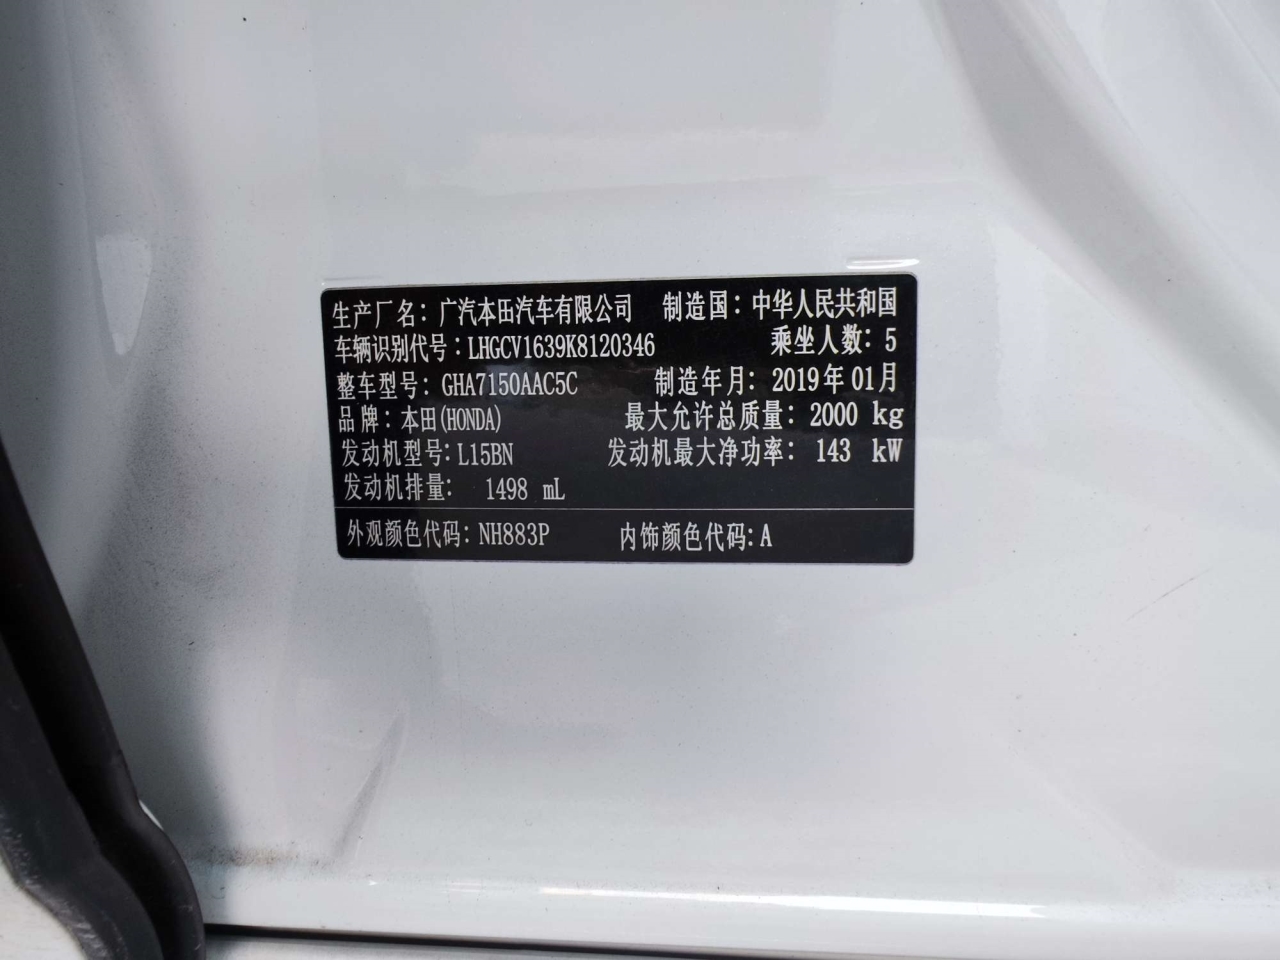 生产厂名：广汽本田汽车有限公司 制造国：中华人民共和国
车辆识别代号：LHGCV1639K8120346 乘坐人数：5
整车型号：GHA7150AAC5C 制造年月：2019年01月
品牌：本田(HONDA) 最大允许总质量：2000 kg
发动机型号：L15BN 发动机最大净功率：143 kW
发动机排量：1498 mL
外观颜色代码：NH883P 内饰颜色代码：A